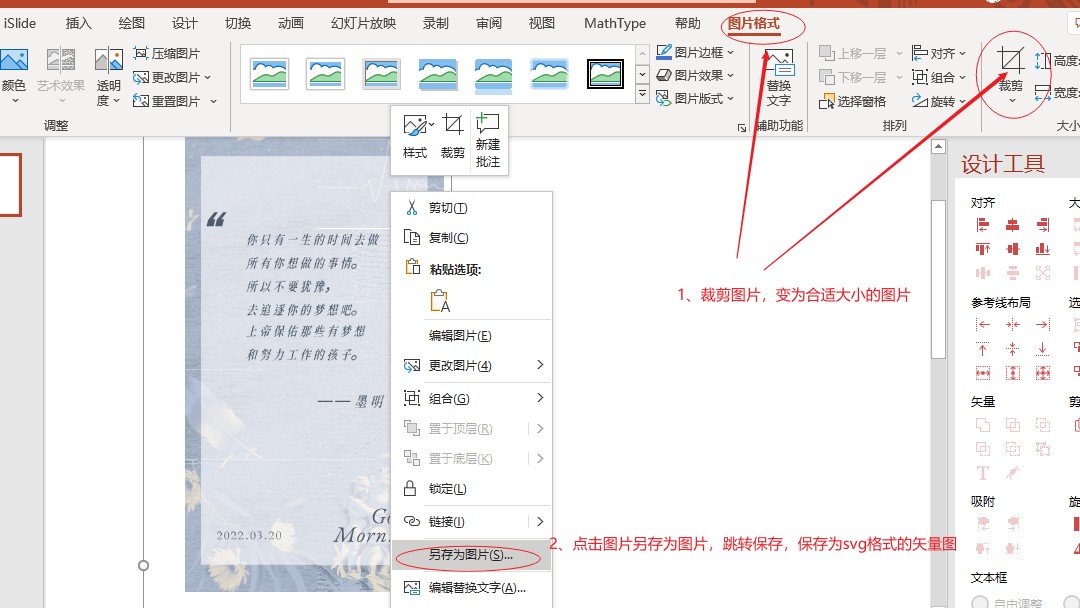 iSlide 插入 绘图 设计 切换 动画 幻灯片放映 录制 审阅 视图 MathType 帮助 图片格式
颜色 艺术效果 透明度 压缩图片 更改图片 重置图片
调整
图片边框 图片效果 图片版式
替换文字
辅助功能
上移一层 下移一层 选择窗格 对齐 组合 旋转
排列
裁剪 高度: 宽度:
大小
样式 裁剪 新建批注
剪切(T)
复制(C)
粘贴选项:
编辑图片(E)
更改图片(4)
组合(G)
置于顶层(R)
置于底层(K)
锁定(L)
链接(I)
另存为图片(S)...
编辑替换文字(A)...
你只有一生的时间去做
所有你想做的事情。
所以不要犹豫,
去追逐你的梦想吧。
上帝保佑那些有梦想
和努力工作的孩子。
——墨明
Go
Morn
2022.03.20
1、裁剪图片，变为合适大小的图片
2、点击图片另存为图片，跳转保存，保存为svg格式的矢量图
设计工具
对齐
参考线布局
矢量
吸附
文本框
自由调整